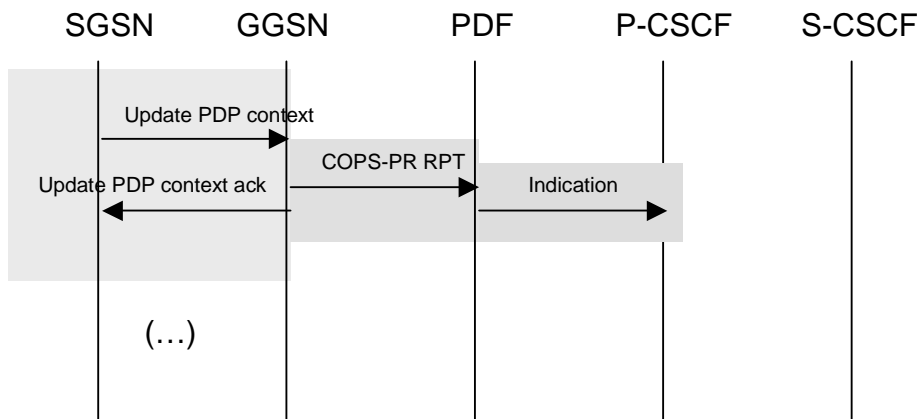 SGSN GGSN PDF P-CSCF S-CSCF
Update PDP context
COPS-PR RPT
Update PDP context ack Indication
(…)